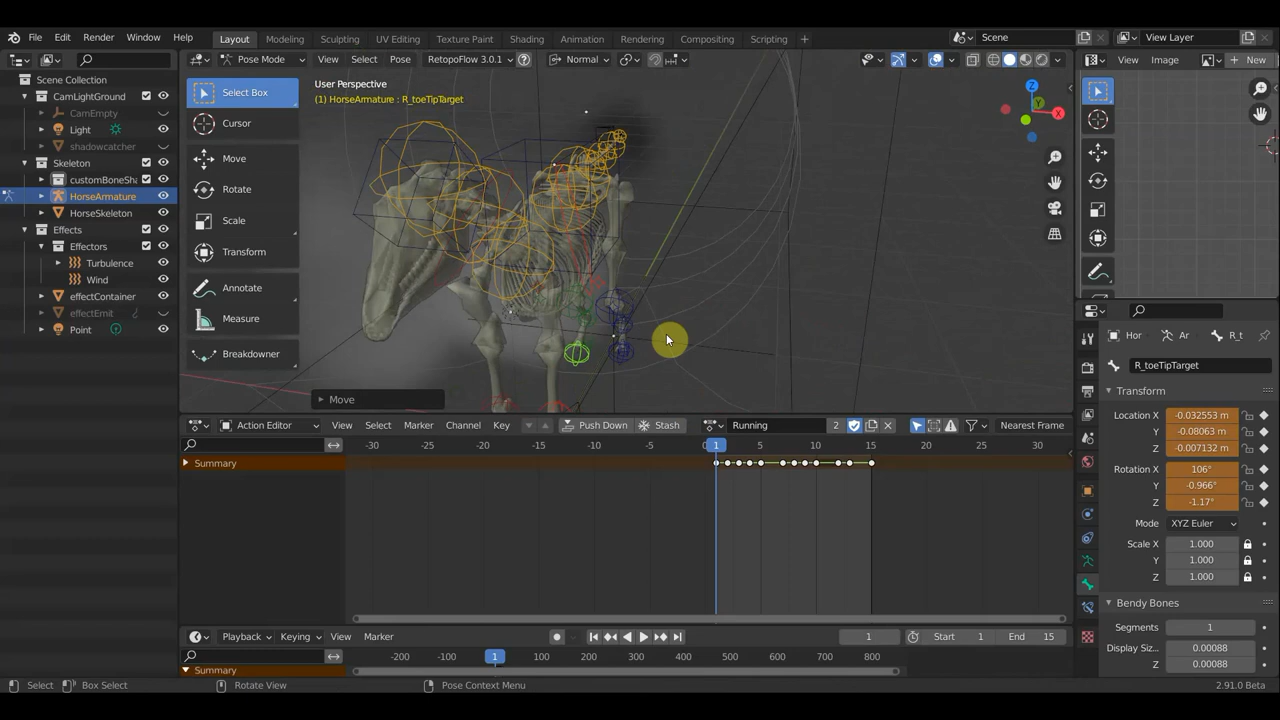 File Edit Render Window Help Layout Modeling Sculpting UV Editing Texture Paint Shading Animation Rendering Compositing Scripting + Scene View Layer
Pose Mode View Select Pose RetopoFlow 3.0.1 Normal View Image New
Scene Collection
CamLightGround
CamEmpty
Light
shadowcatcher
Skeleton
customBoneSha
HorseArmature
HorseSkeleton
Effects
Effectors
Turbulence
Wind
effectContainer
effectEmit
Point
Select Box
Cursor
Move
Rotate
Scale
Transform
Annotate
Measure
Breakdowner
User Perspective
(1) HorseArmature : R_toeTipTarget
Z
Y
X
Move
Action Editor View Select Marker Channel Key Push Down Stash Running 2 Nearest Frame
-30 -25 -20 -15 -10 -5 0 1 5 10 15 20 25 30
Summary
Playback Keying View Marker 1 Start 1 End 15
-200 -100 1 100 200 300 400 500 600 700 800
Summary
Hor Ar R_t
R_toeTipTarget
Transform
Location X -0.032553 m
Y -0.08063 m
Z -0.007132 m
Rotation X 106°
Y -0.966°
Z -1.17°
Mode XYZ Euler
Scale X 1.000
Y 1.000
Z 1.000
Bendy Bones
Segments 1
Display Siz... 0.00088
Z 0.00088
Select Box Select Rotate View Pose Context Menu 2.91.0 Beta